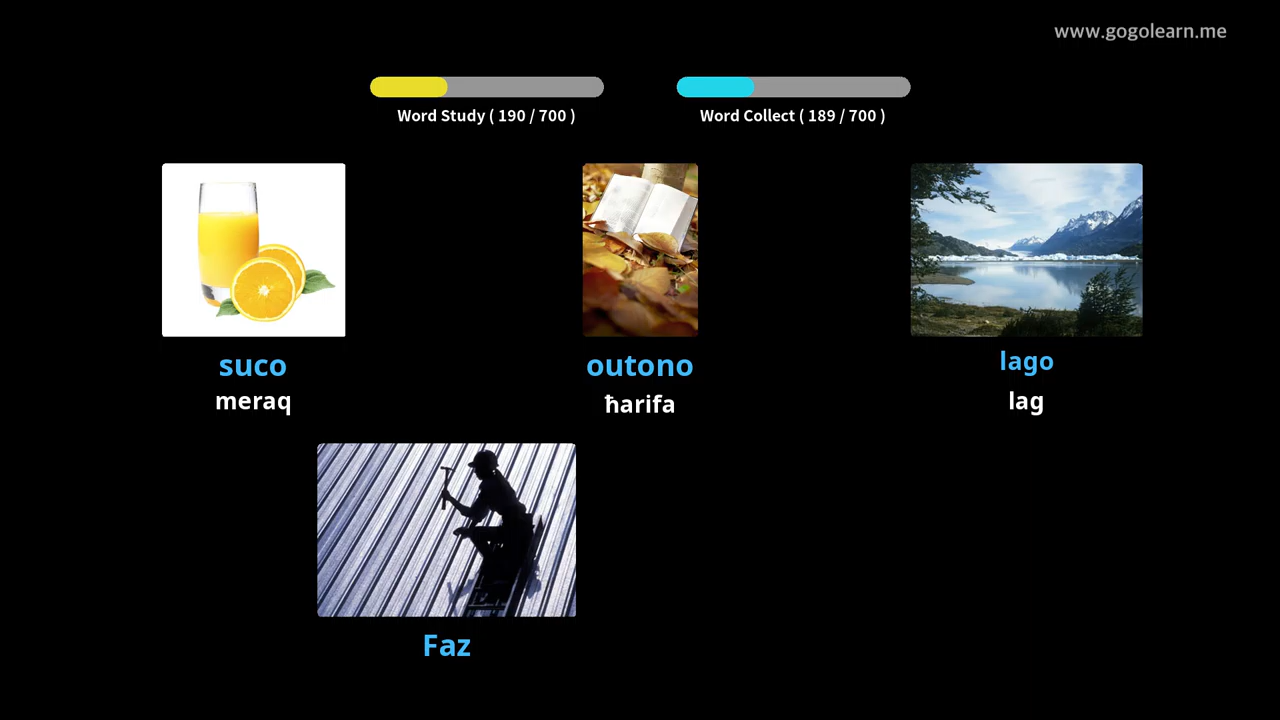 www.gogolearn.me
Word Study ( 190 / 700 )
Word Collect ( 189 / 700 )
suco
outono
lago
meraq
ħarifa
lag
Faz